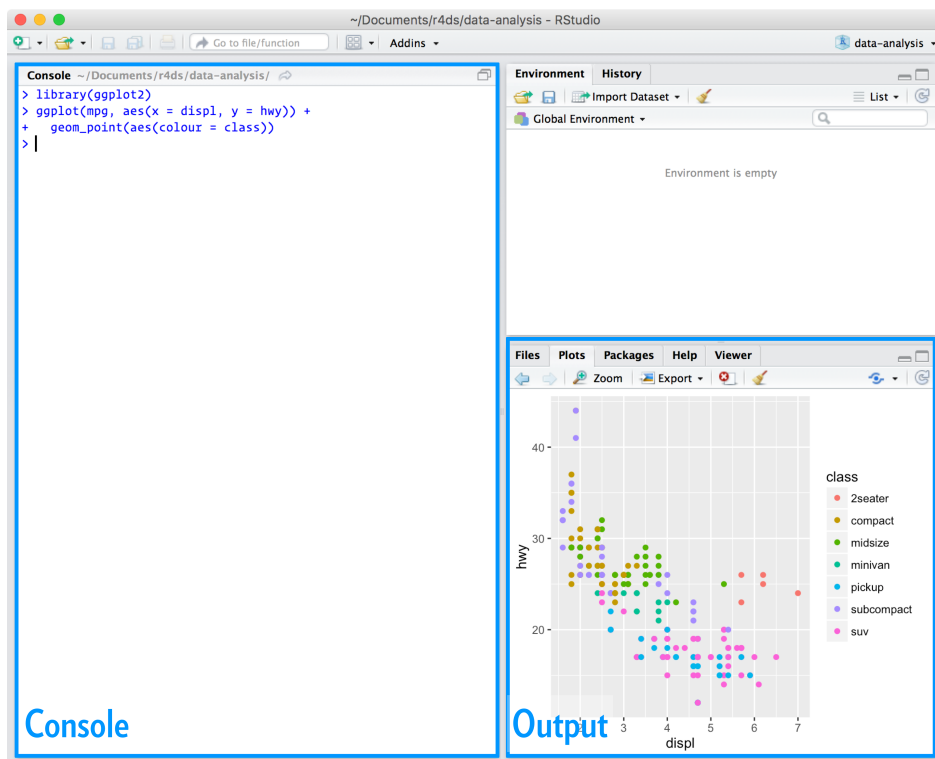 ~/Documents/r4ds/data-analysis - RStudio
Go to file/function
Addins
data-analysis
Console ~/Documents/r4ds/data-analysis/
> library(ggplot2)
> ggplot(mpg, aes(x = displ, y = hwy)) +
+   geom_point(aes(colour = class))
>
Console
Environment History
Import Dataset
List
Global Environment
Environment is empty
Files Plots Packages Help Viewer
Zoom
Export
40
30
20
hwy
3 4 5 6 7
displ
class
2seater
compact
midsize
minivan
pickup
subcompact
suv
Output